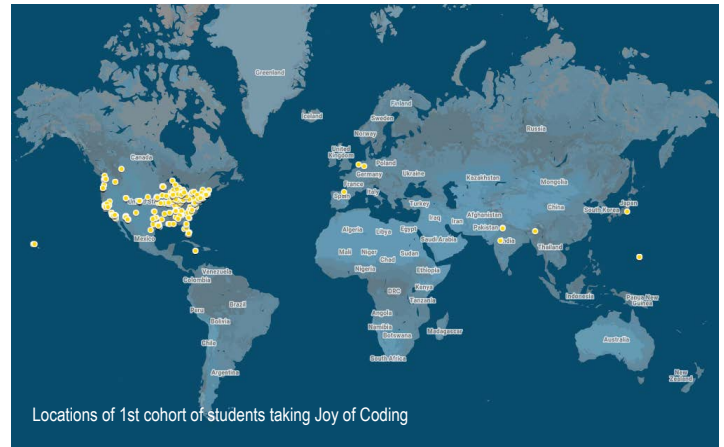 Greenland
Iceland
Finland
Sweden
Norway
Russia
Canada
United
Kingdom
Poland
Germany
Ukraine
France
Kazakhstan
Mongolia
Italy
Spain
Turkey
China
South Korea
Japan
Iraq
Iran
Afghanistan
Pakistan
Mexico
Algeria
Libya
Egypt
Saudi Arabia
India
Thailand
Mali
Niger
Chad
Sudan
Nigeria
Ethiopia
Venezuela
Colombia
DRC
Kenya
Tanzania
Indonesia
Papua New
Guinea
Peru
Brazil
Bolivia
Angola
Namibia
Botswana
Madagascar
Chile
South Africa
Australia
Argentina
New
Zealand
Locations of 1st cohort of students taking Joy of Coding